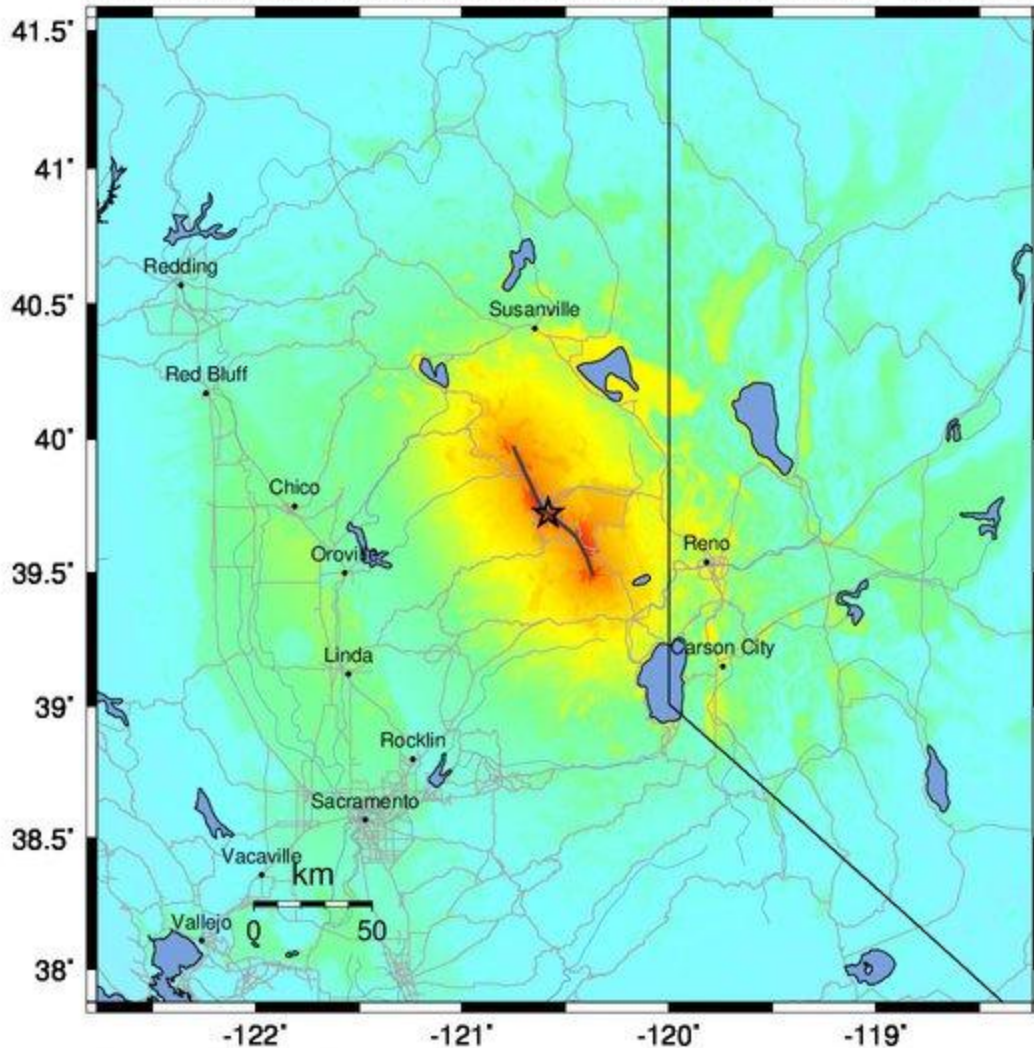 41.5°
41°
Redding
40.5°
Susanville
Red Bluff
40°
Chico
Reno
Oroville
39.5°
Carson City
Linda
39°
Rocklin
Sacramento
38.5°
Vacaville
km
0 50
Vallejo
38°
-122° -121° -120° -119°